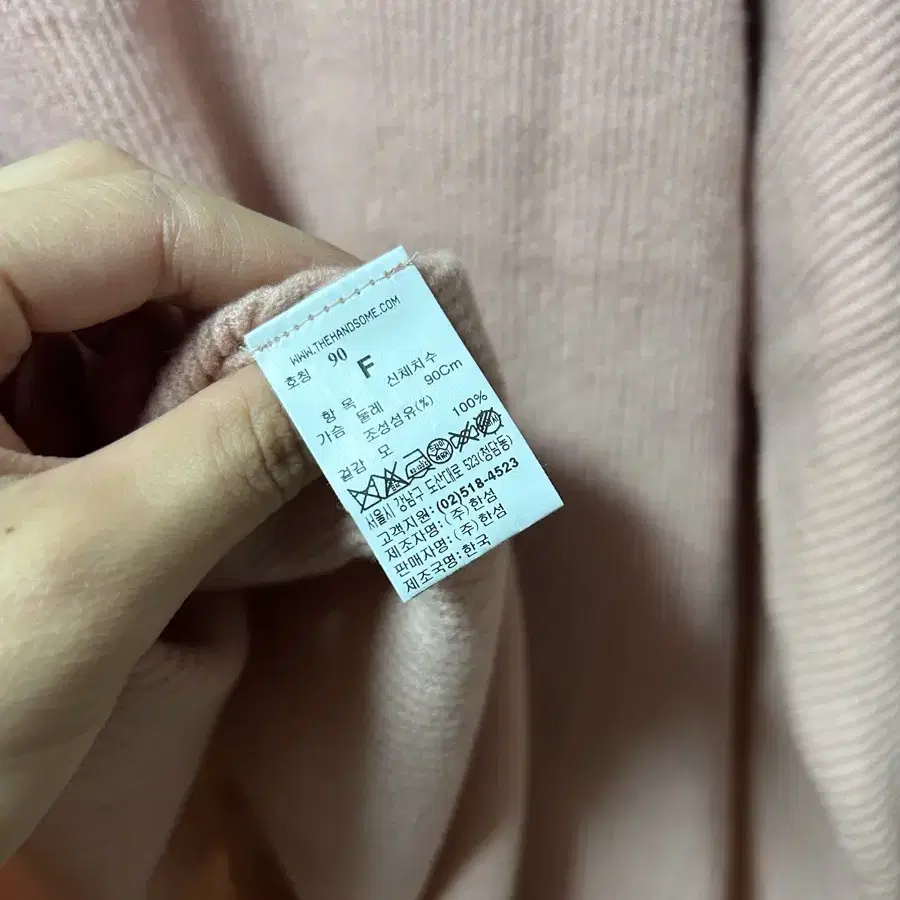 WWW.THEHANDSOME.COM
호칭 90 F
항 목 신체치수
가슴 둘레 90Cm
조성섬유(%)
겉감 모 100%
서울시 강남구 도산대로 523(청담동)
고객지원: (02)518-4523
제조자명: (주)한섬
판매자명: (주)한섬
제조국명: 한국